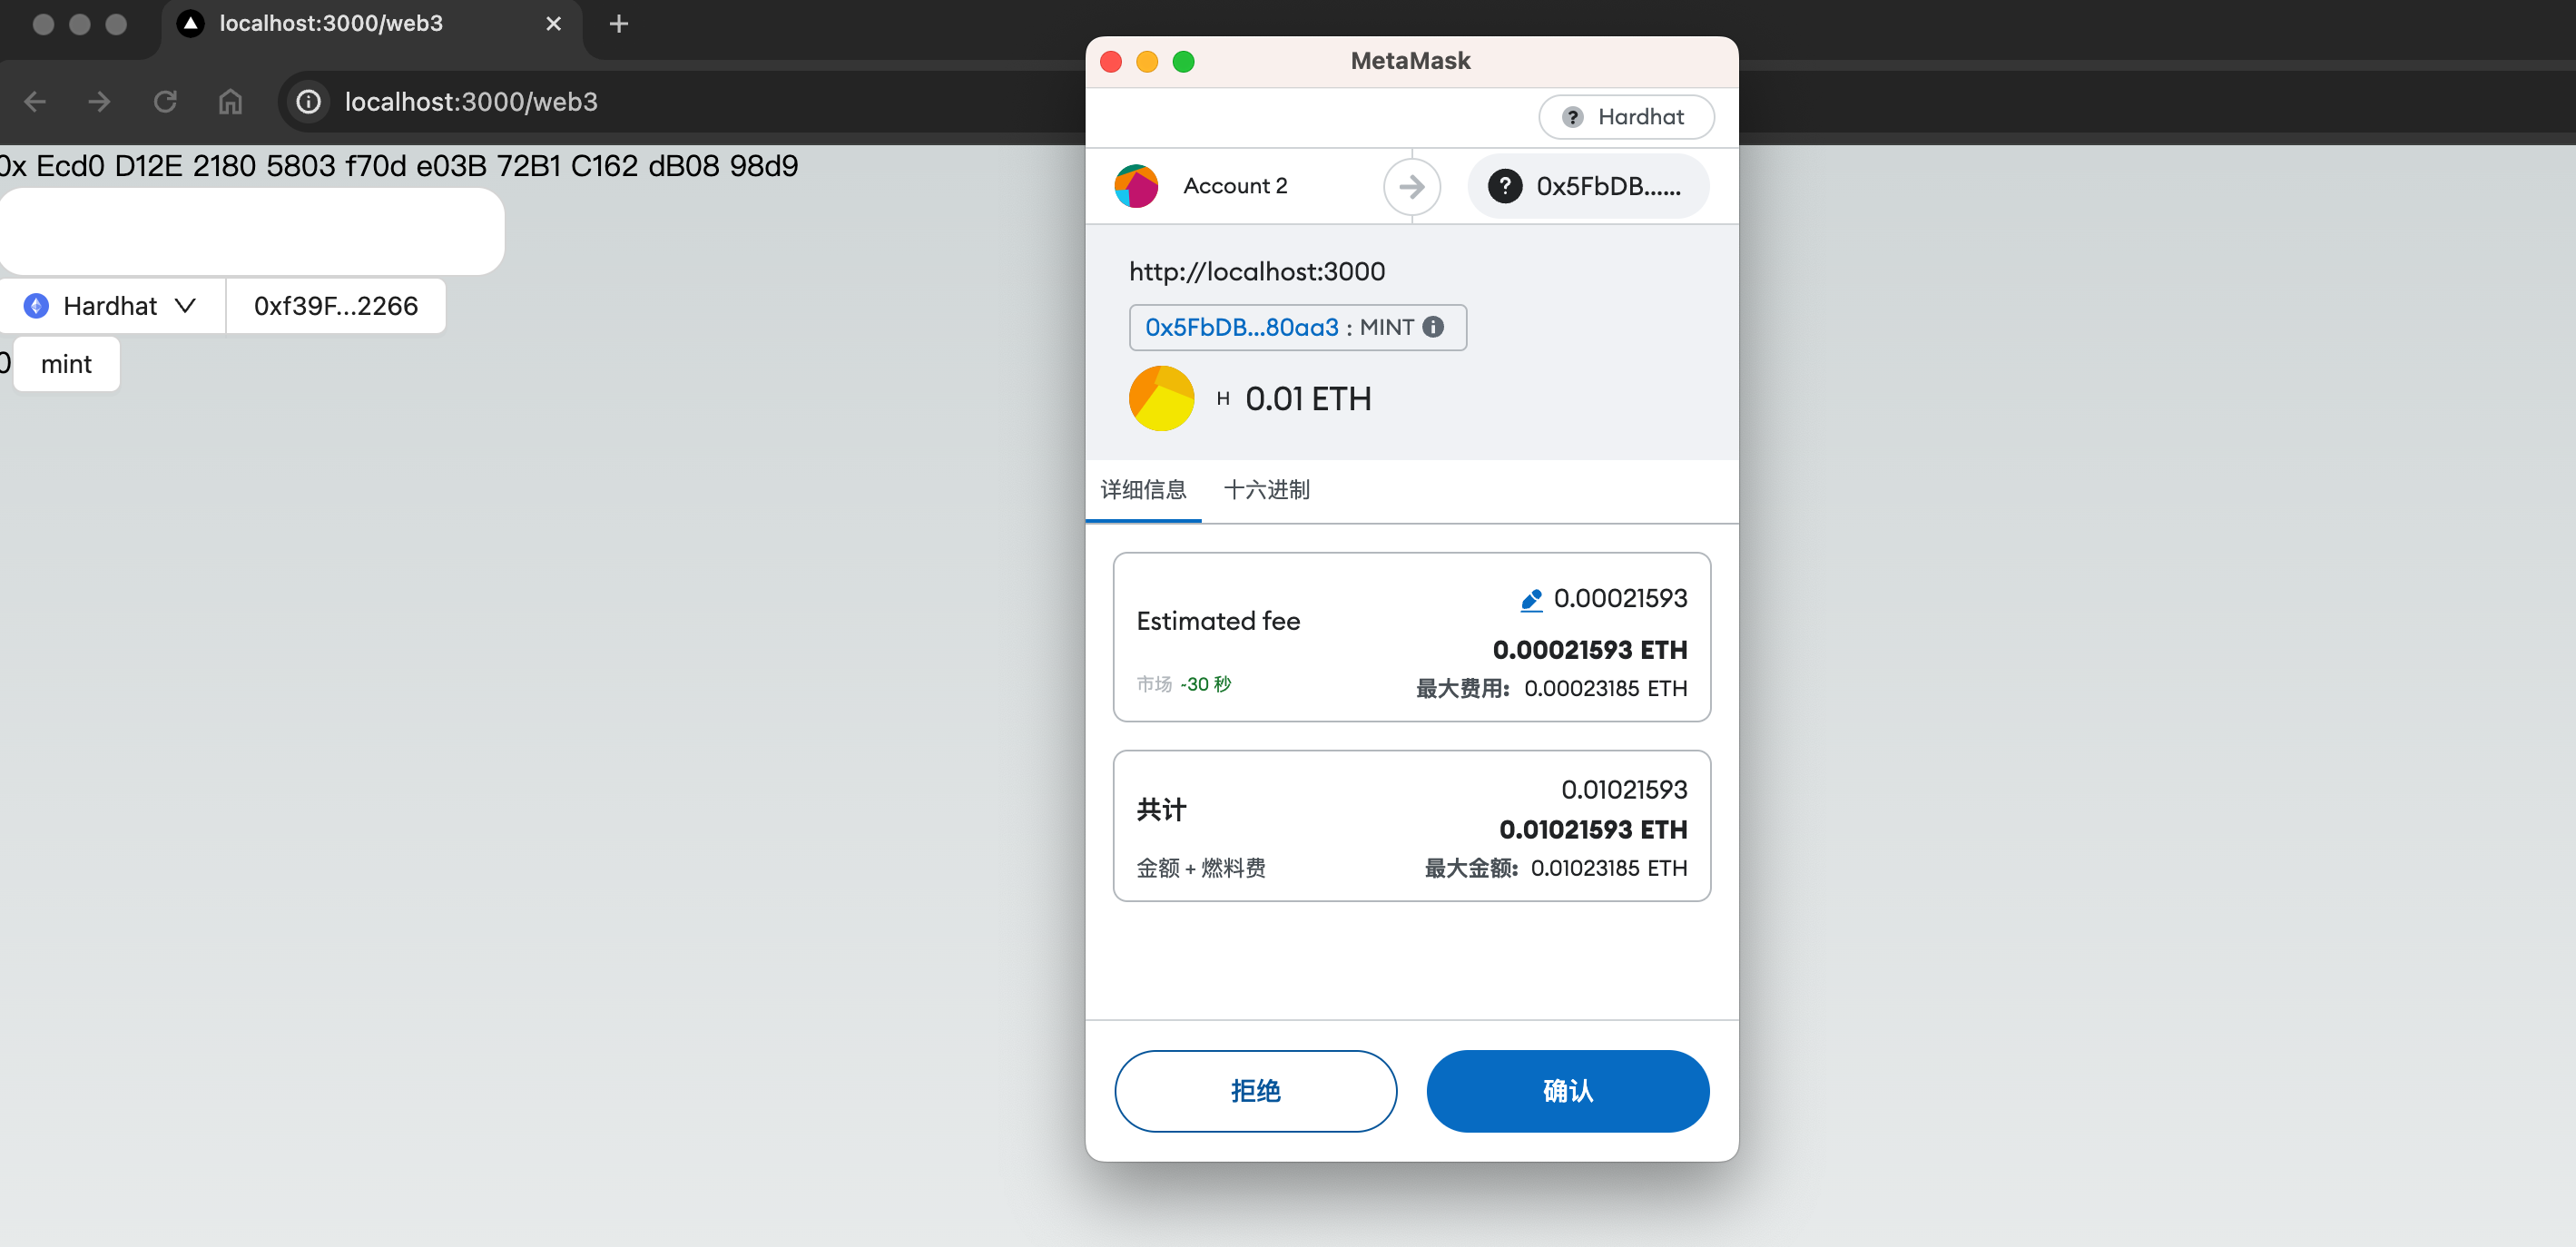 localhost:3000/web3
localhost:3000/web3
0x Ecd0 D12E 2180 5803 f70d e03B 72B1 C162 dB08 98d9
Hardhat 0xf39F...2266
0 mint
MetaMask
Hardhat
Account 2 0x5FbDB......
http://localhost:3000
0x5FbDB...80aa3 : MINT
H 0.01 ETH
详细信息 十六进制
0.00021593
Estimated fee
0.00021593 ETH
市场 ~30 秒 最大费用: 0.00023185 ETH
0.01021593
共计
0.01021593 ETH
金额 + 燃料费 最大金额: 0.01023185 ETH
拒绝 确认